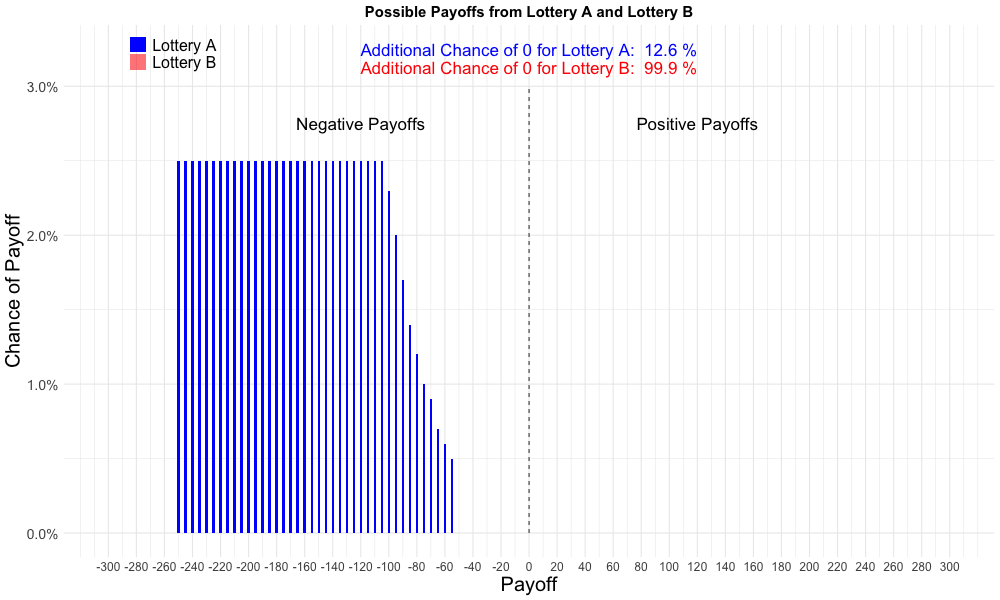 Possible Payoffs from Lottery A and Lottery B
Lottery A
Lottery B
Additional Chance of 0 for Lottery A: 12.6 %
Additional Chance of 0 for Lottery B: 99.9 %
Negative Payoffs
Positive Payoffs
Chance of Payoff
3.0%
2.0%
1.0%
0.0%
-300 -280 -260 -240 -220 -200 -180 -160 -140 -120 -100 -80 -60 -40 -20 0 20 40 60 80 100 120 140 160 180 200 220 240 260 280 300
Payoff